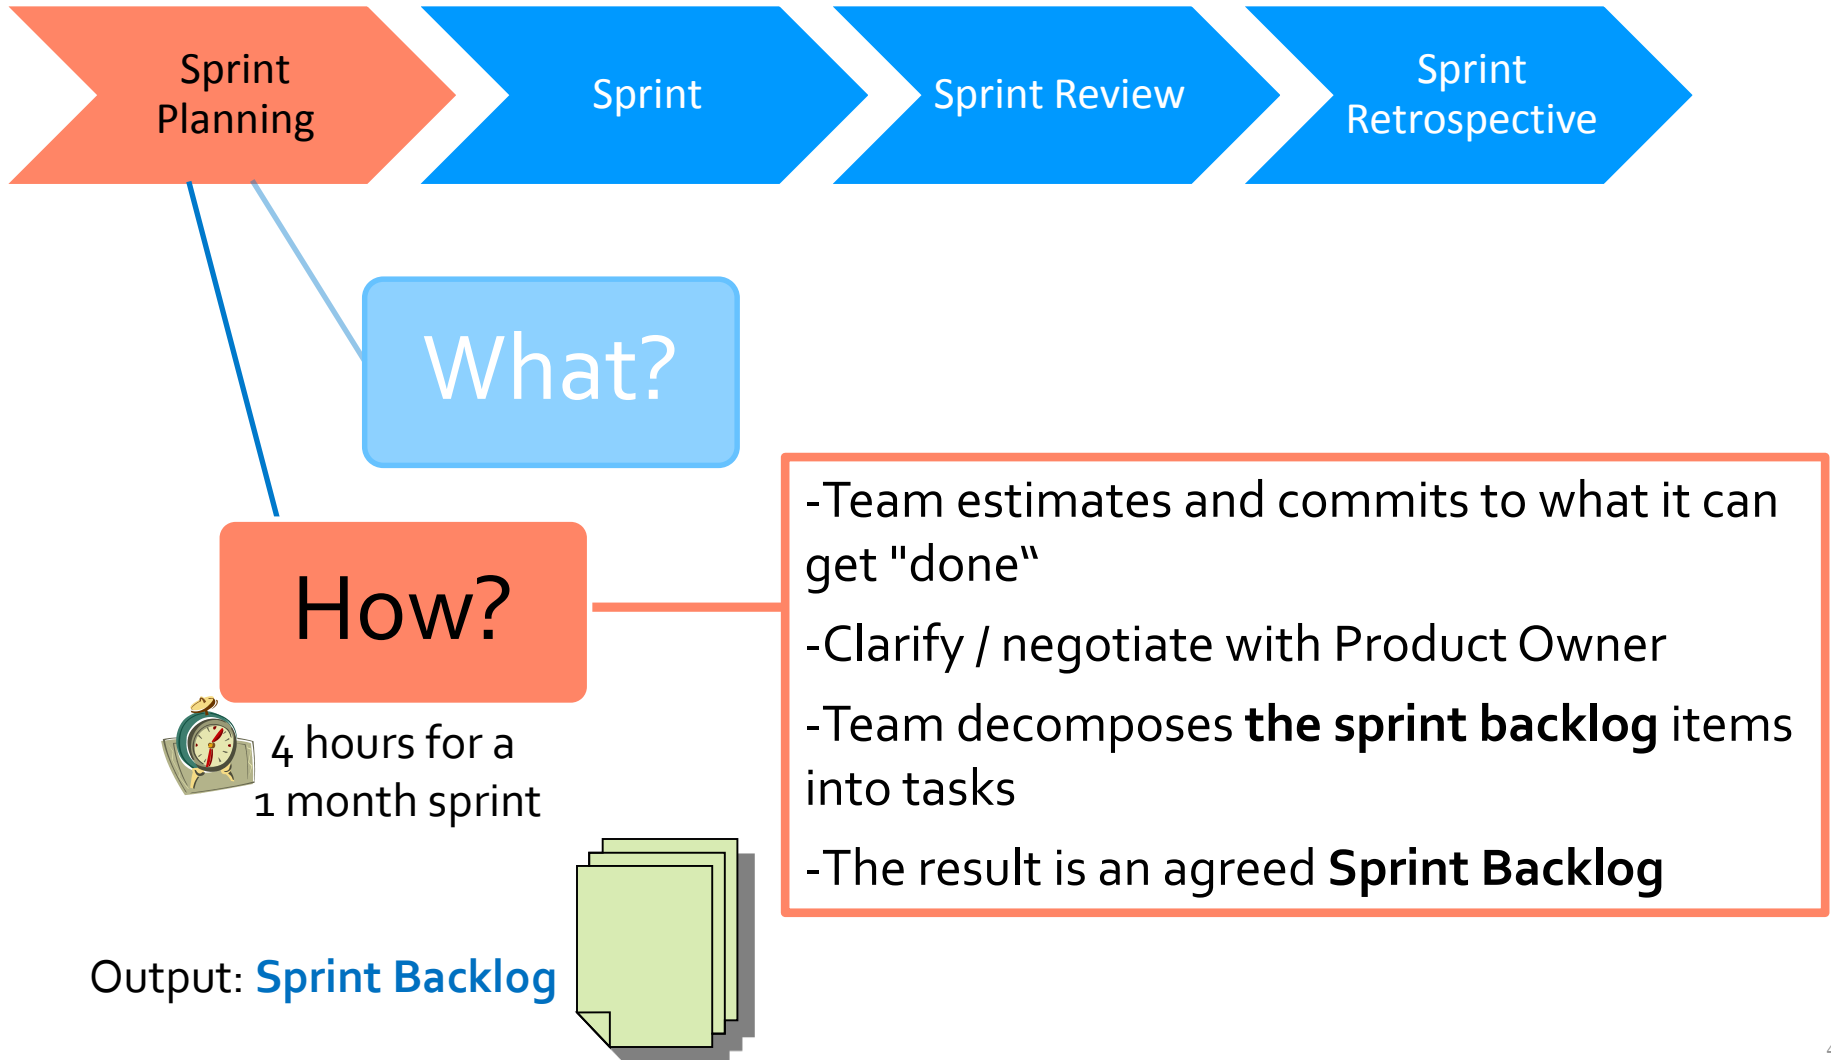 Sprint
Planning
Sprint
Sprint Review
Sprint
Retrospective
What?
How?
4 hours for a
1 month sprint
-Team estimates and commits to what it can
get "done“
-Clarify / negotiate with Product Owner
-Team decomposes the sprint backlog items
into tasks
-The result is an agreed Sprint Backlog
Output: Sprint Backlog